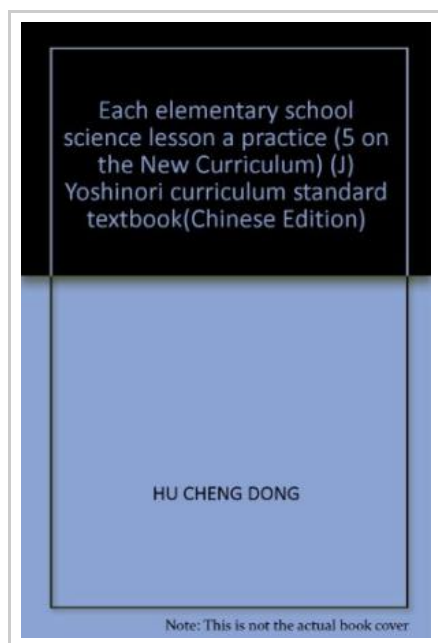 Each elementary school
science lesson a practice (5 on
the New Curriculum) (J)
Yoshinori curriculum standard
textbook(Chinese Edition)
HU CHENG DONG
Note: This is not the actual book cover